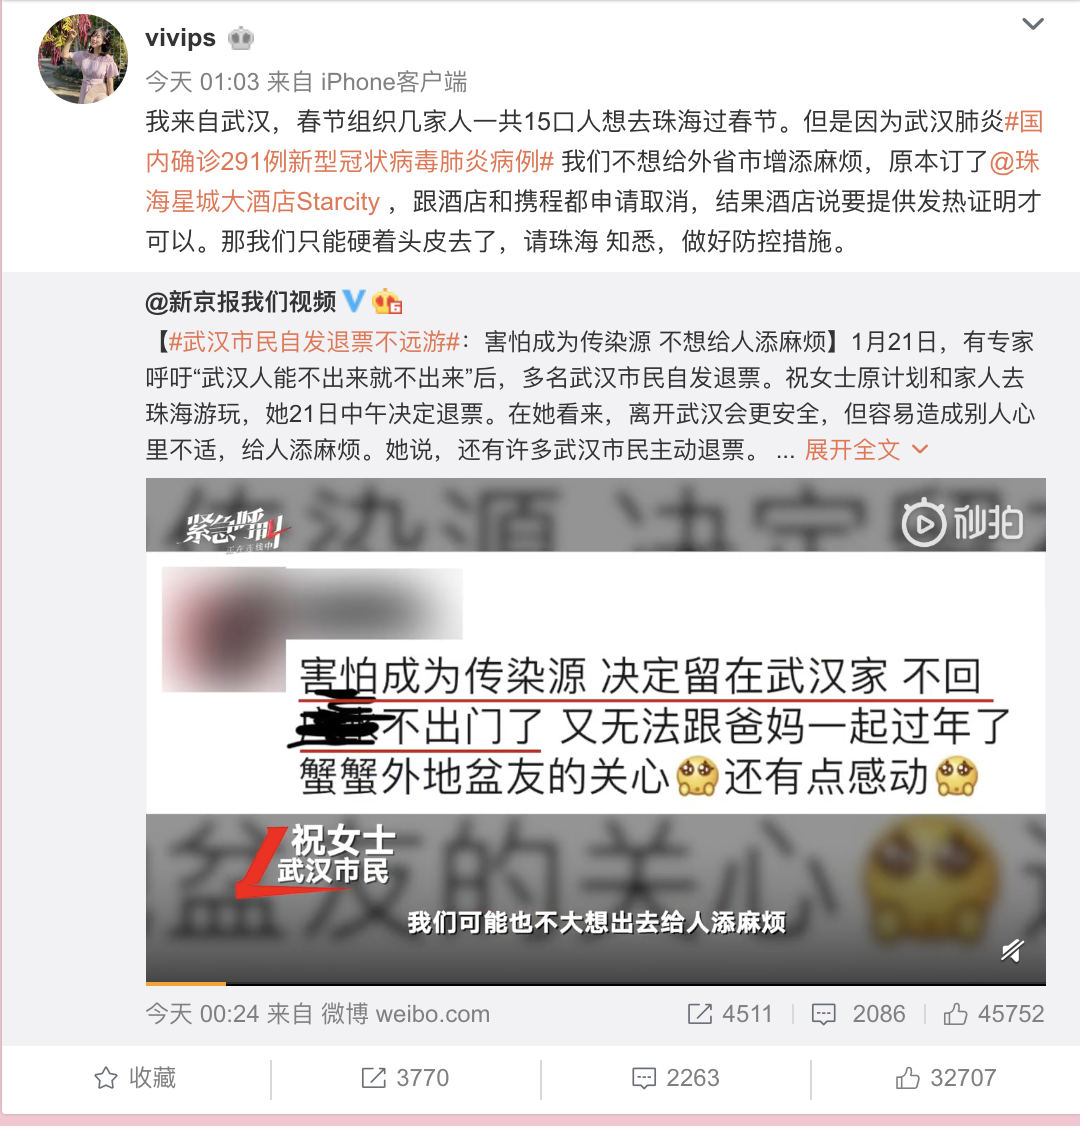 vivips
今天 01:03 来自 iPhone客户端
我来自武汉，春节组织几家人一共15口人想去珠海过春节。但是因为武汉肺炎#国
内确诊291例新型冠状病毒肺炎病例# 我们不想给外省市增添麻烦，原本订了@珠
海星城大酒店Starcity ，跟酒店和携程都申请取消，结果酒店说要提供发热证明才
可以。那我们只能硬着头皮去了，请珠海 知悉，做好防控措施。
@新京报我们视频
【#武汉市民自发退票不远游#：害怕成为传染源 不想给人添麻烦】1月21日，有专家
呼吁“武汉人能不出来就不出来”后，多名武汉市民自发退票。祝女士原计划和家人去
珠海游玩，她21日中午决定退票。在她看来，离开武汉会更安全，但容易造成别人心
里不适，给人添麻烦。她说，还有许多武汉市民主动退票。 ... 展开全文
紧急呼叫
正在连线中
秒拍
害怕成为传染源 决定留在武汉家 不回
不出门了 又无法跟爸妈一起过年了
蟹蟹外地盆友的关心🥺还有点感动🥺
祝女士
武汉市民
我们可能也不大想出去给人添麻烦
今天 00:24 来自 微博 weibo.com
4511
2086
45752
收藏
3770
2263
32707